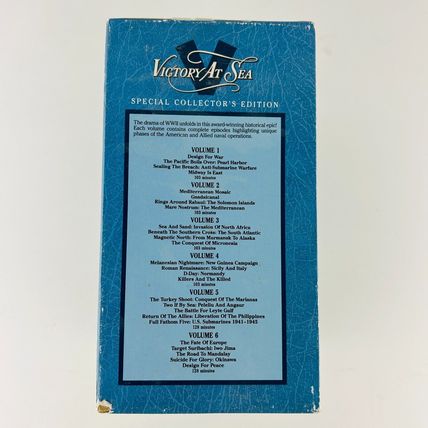 VICTORY AT SEA
SPECIAL COLLECTOR'S EDITION
The drama of WWII unfolds in this award-winning historical epic!
Each volume contains complete episodes highlighting unique
phases of the American and Allied naval operations.
VOLUME 1
Design For War
The Pacific Boils Over: Pearl Harbor
Sealing The Breach: Anti-Submarine Warfare
Midway Is East
103 minutes
VOLUME 2
Mediterranean Mosaic
Guadalcanal
Rings Around Rabaul: The Solomon Islands
Mare Nostrum: The Mediterranean
103 minutes
VOLUME 3
Sea And Sand: Invasion Of North Africa
Beneath The Southern Cross: The South Atlantic
Magnetic North: From Murmansk To Alaska
The Conquest Of Micronesia
103 minutes
VOLUME 4
Melanesian Nightmare: New Guinea Campaign
Roman Renaissance: Sicily And Italy
D-Day: Normandy
Killers And The Killed
103 minutes
VOLUME 5
The Turkey Shoot: Conquest Of The Marianas
Two If By Sea: Peleliu And Angaur
The Battle For Leyte Gulf
Return Of The Allies: Liberation Of The Philippines
Full Fathom Five: U.S. Submarines 1941-1945
129 minutes
VOLUME 6
The Fate Of Europe
Target Suribachi: Iwo Jima
The Road To Mandalay
Suicide For Glory: Okinawa
Design For Peace
129 minutes